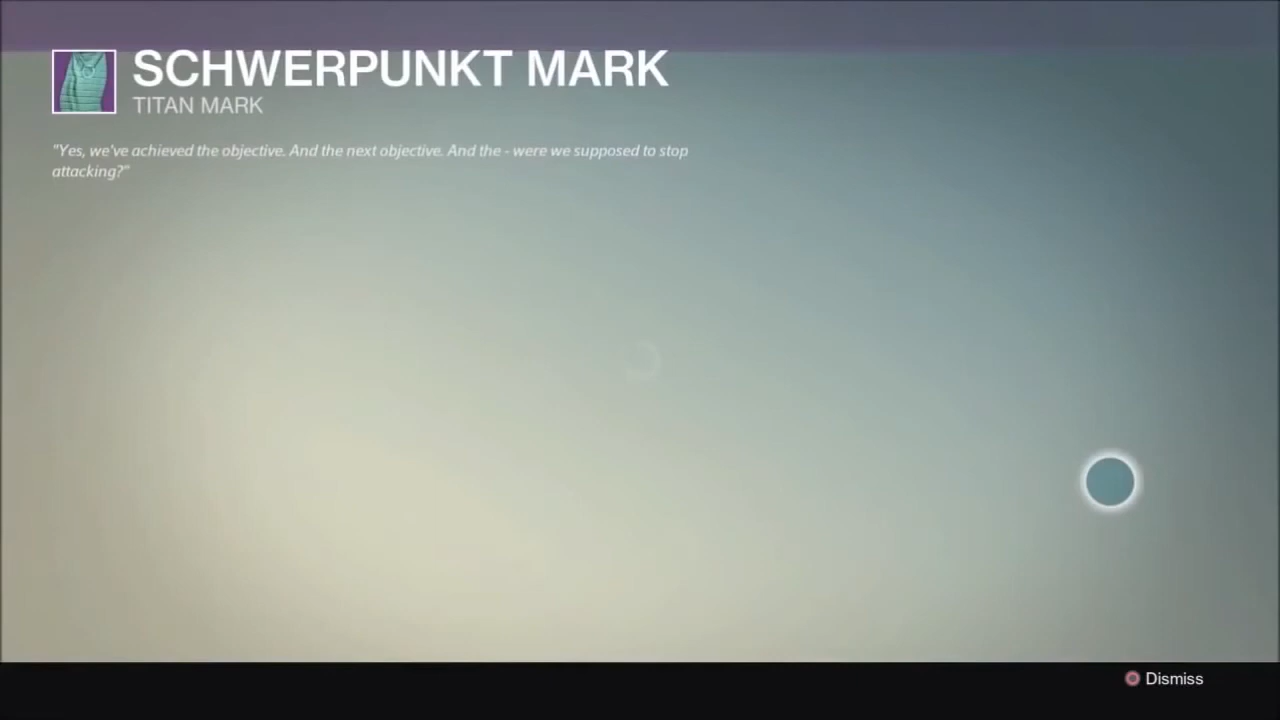 SCHWERPUNKT MARK
TITAN MARK
"Yes, we've achieved the objective. And the next objective. And the - were we supposed to stop
attacking?"
Dismiss